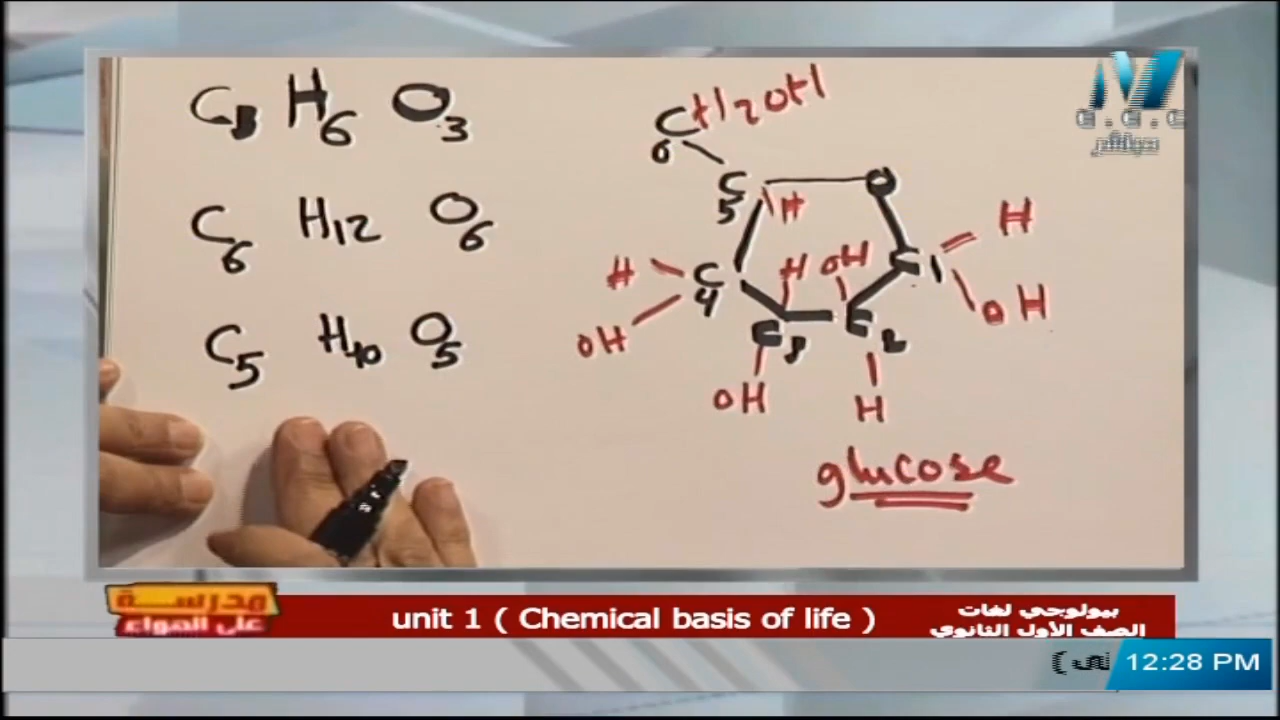 C3 H6 O3
C6 H12 O6
C5 H10 O5
CH2OH
6
C
5
O
H
H
C
4
H
OH
C 1
H
OH
H
OH
C 3
C 2
OH
H
glucose
e.c.c
مباشر
مدرسة
على الهواء
unit 1 ( Chemical basis of life )
بيولوجي لغات
الصف الأول الثانوي
12:28 PM